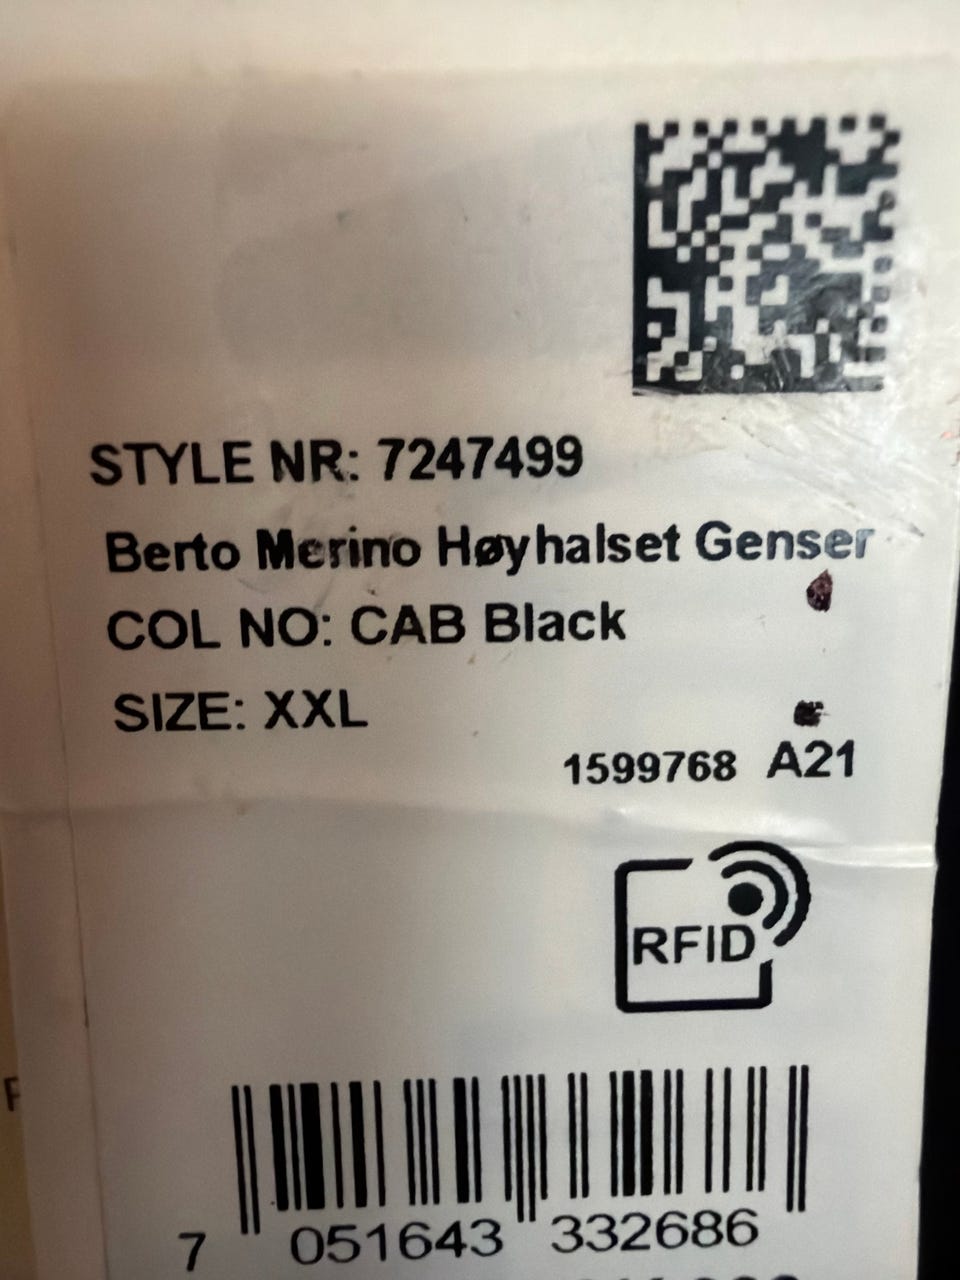 STYLE NR: 7247499
Berto Merino Høyhalset Genser
COL NO: CAB Black
SIZE: XXL
1599768 A21
RFID
7 051643 332686